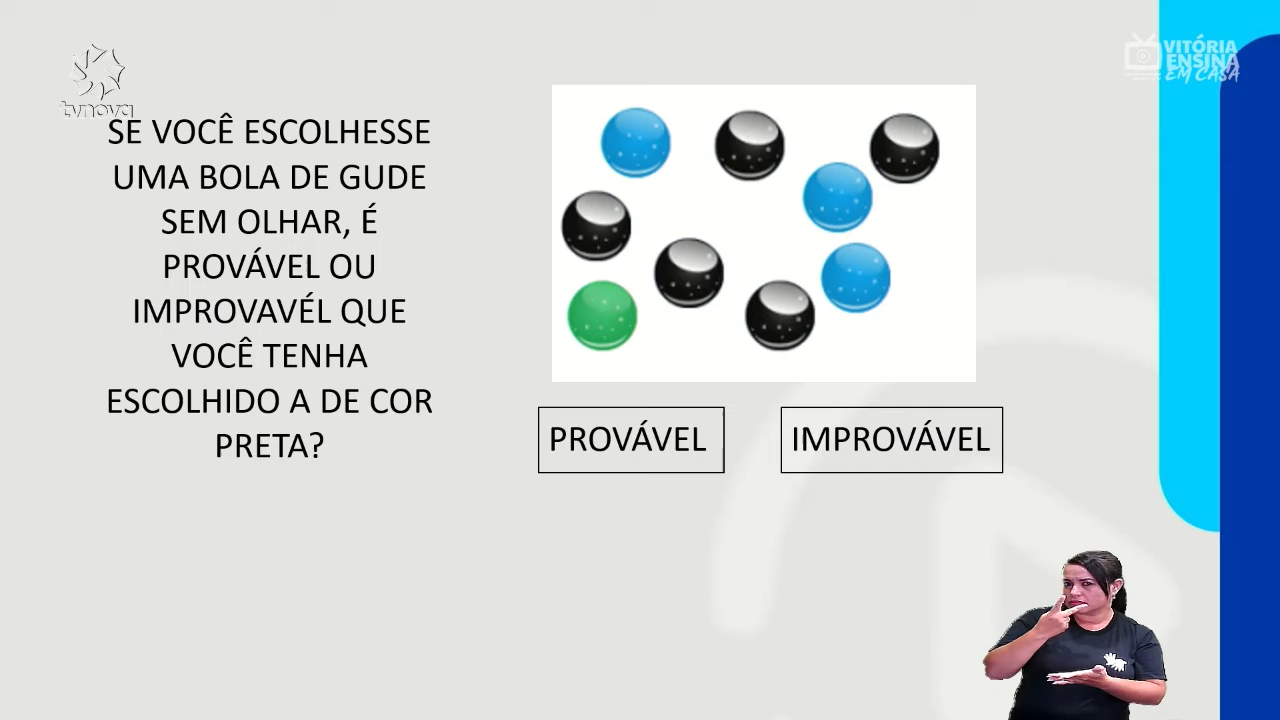 tvnova
VITÓRIA
ENSINA
EM CASA
SE VOCÊ ESCOLHESSE
UMA BOLA DE GUDE
SEM OLHAR, É
PROVÁVEL OU
IMPROVAVÉL QUE
VOCÊ TENHA
ESCOLHIDO A DE COR
PRETA?
PROVÁVEL
IMPROVÁVEL